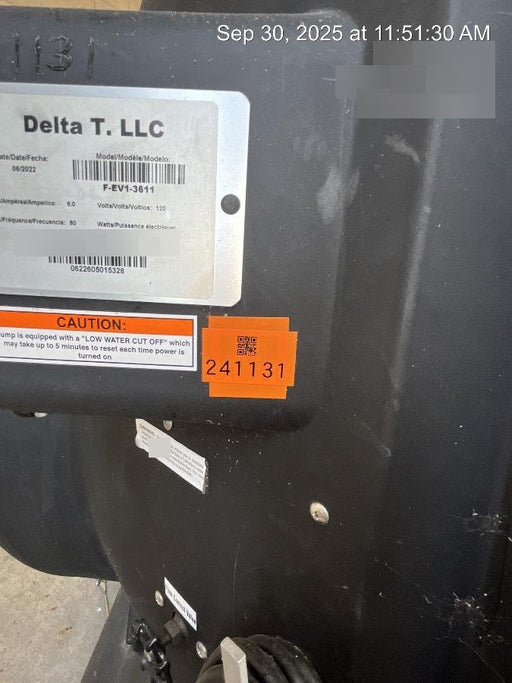 Sep 30, 2025 at 11:51:30 AM
1131
Delta T. LLC
Date/Date/Fecha:
06/2022
Model/Modèle/Modelo:
F-EV1-3611
/Ampères/Amperios: 8.0
Volts/Volts/Voltios: 120
/Fréquence/Frecuencia: 60
Watts/Puissance électrique/
0622605015328
CAUTION:
ump is equipped with a "LOW WATER CUT OFF" which
may take up to 5 minutes to reset each time power is
turned on
241131